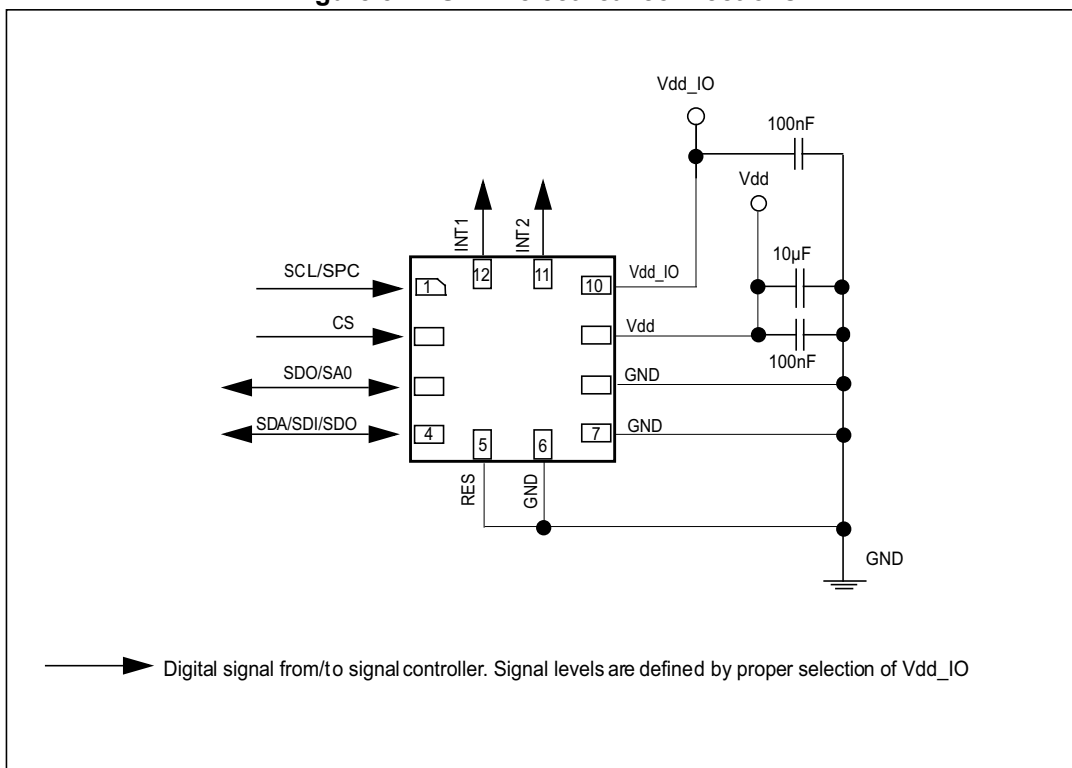 Vdd_IO
100nF
Vdd
INT1
INT2
10µF
SCL/SPC
1
12
11
10
Vdd_IO
CS
Vdd
100nF
SDO/SA0
GND
SDA/SDI/SDO
4
5
6
7
GND
RES
GND
GND
Digital signal from/to signal controller. Signal levels are defined by proper selection of Vdd_IO